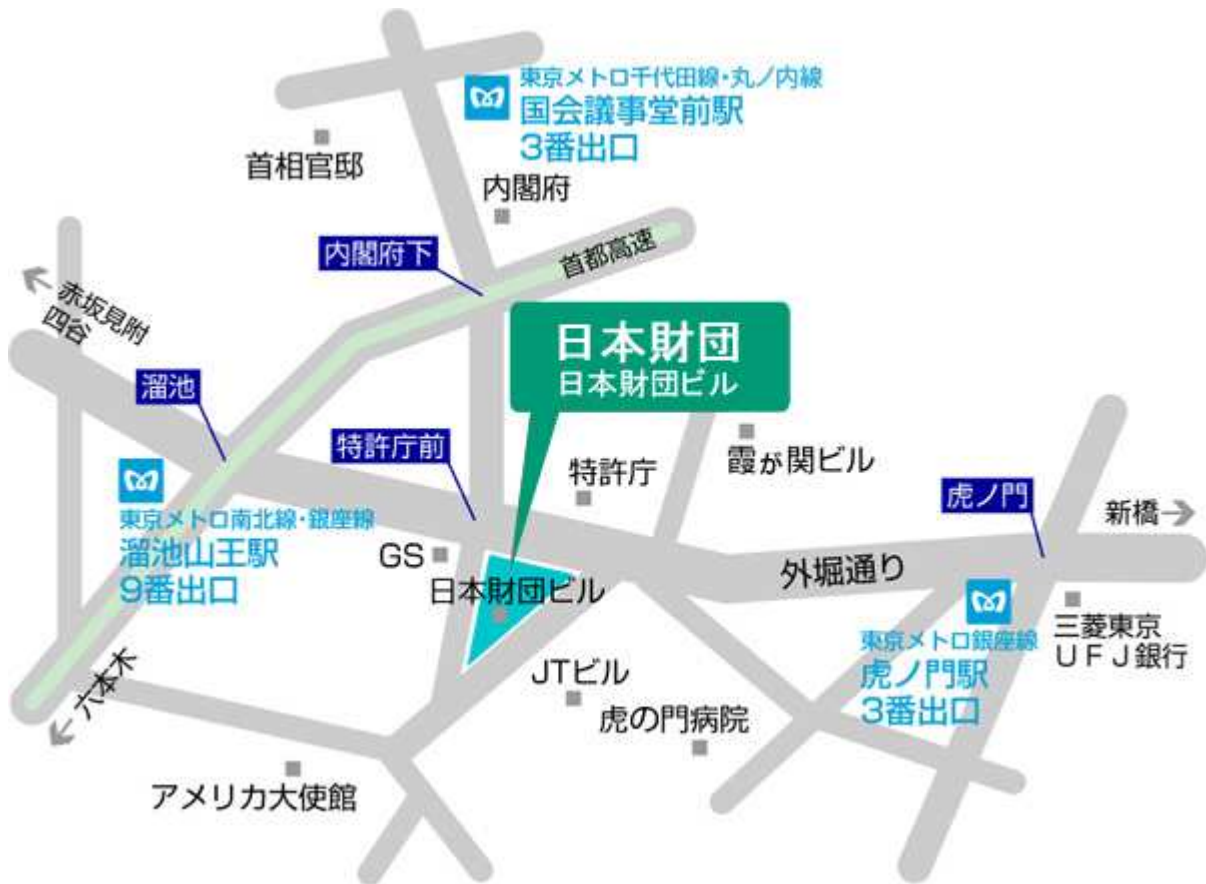 東京メトロ千代田線・丸ノ内線
国会議事堂前駅
3番出口
首相官邸
内閣府
内閣府下
首都高速
赤坂見附
四谷
日本財団
日本財団ビル
溜池
特許庁前
霞が関ビル
特許庁
虎ノ門
新橋
東京メトロ南北線・銀座線
溜池山王駅
9番出口
GS
日本財団ビル
外堀通り
三菱東京
UFJ銀行
東京メトロ銀座線
虎ノ門駅
3番出口
JTビル
虎の門病院
六本木
アメリカ大使館